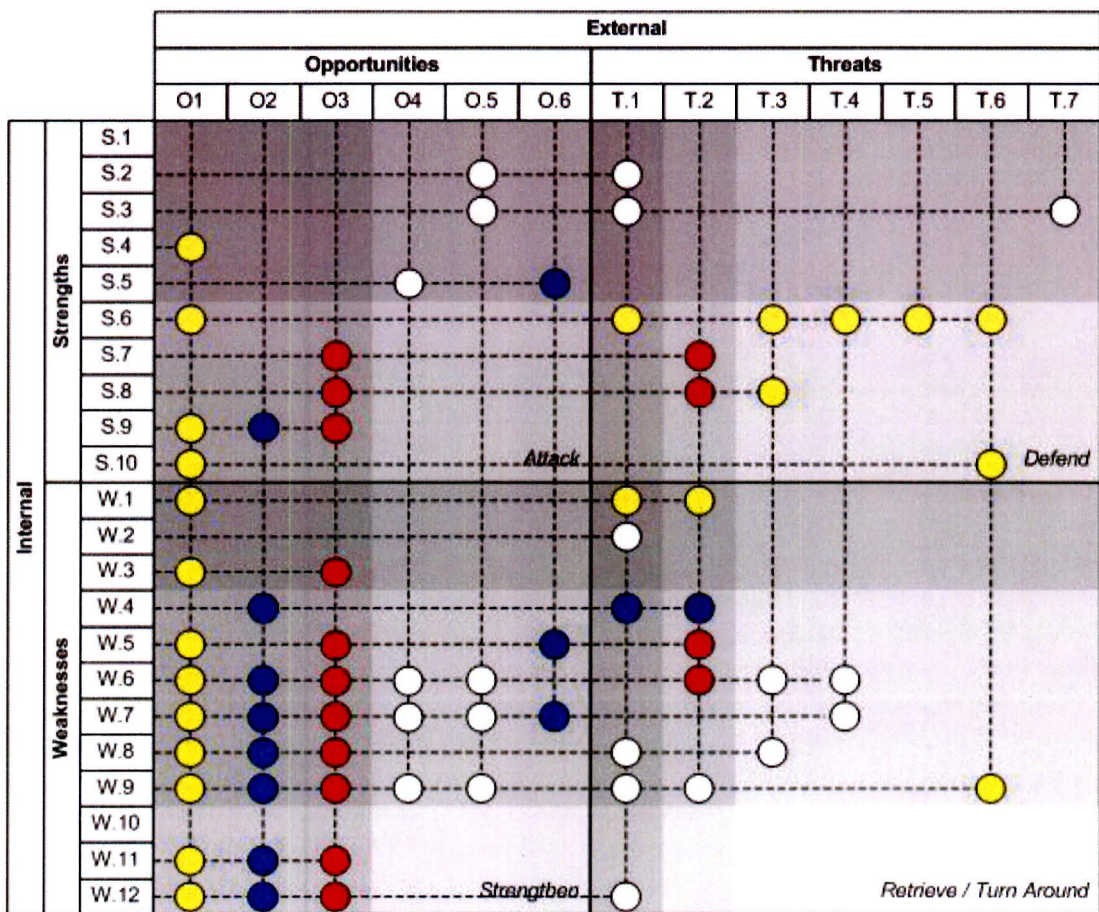 External
Opportunities Threats
O1 O2 O3 O4 O.5 O.6 T.1 T.2 T.3 T.4 T.5 T.6 T.7
Internal
Strengths
S.1
S.2
S.3
S.4
S.5
S.6
S.7
S.8
S.9
S.10
Attack Defend
Weaknesses
W.1
W.2
W.3
W.4
W.5
W.6
W.7
W.8
W.9
W.10
W.11
W.12
Strengthen Retrieve / Turn Around